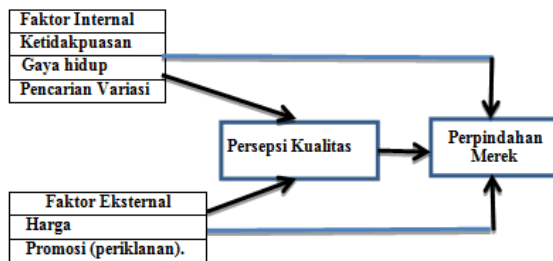 Faktor Internal
Ketidakpuasan
Gaya hidup
Pencarian Variasi
Persepsi Kualitas
Perpindahan
Merek
Faktor Eksternal
Harga
Promosi (periklanan).